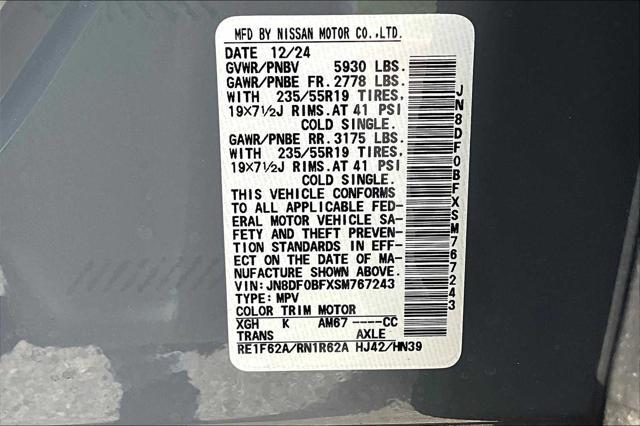 MFD BY NISSAN MOTOR CO.,LTD.
DATE 12/24
GVWR/PNBV 5930 LBS.
GAWR/PNBE FR. 2778 LBS.
WITH 235/55R19 TIRES,
19×7½J RIMS.AT 41 PSI
COLD SINGLE.
GAWR/PNBE RR. 3175 LBS.
WITH 235/55R19 TIRES,
19×7½J RIMS.AT 41 PSI
COLD SINGLE.
THIS VEHICLE CONFORMS
TO ALL APPLICABLE FED-
ERAL MOTOR VEHICLE SA-
FETY AND THEFT PREVEN-
TION STANDARDS IN EFF-
ECT ON THE DATE OF MA-
NUFACTURE SHOWN ABOVE.
VIN:JN8DF0BFXSM767243
TYPE: MPV
COLOR TRIM MOTOR
XGH K AM67 ----CC
TRANS AXLE
RE1F62A/RN1R62A HJ42/HN39
JN8DF0BFXSM767243